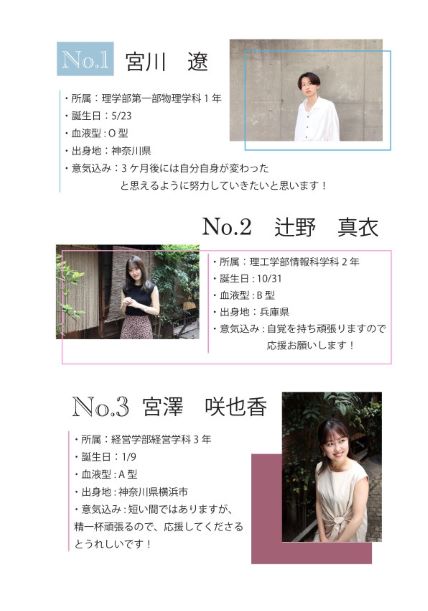 No.1 宮川 遼
・所属：理学部第一部物理学科1年
・誕生日：5/23
・血液型：O型
・出身地：神奈川県
・意気込み：3ケ月後には自分自身が変わった
と思えるように努力していきたいと思います！
No.2 辻野 真衣
・所属：理工学部情報科学科2年
・誕生日：10/31
・血液型：B型
・出身地：兵庫県
・意気込み：自覚を持ち頑張りますので
応援お願いします！
No.3 宮澤 咲也香
・所属：経営学部経営学科3年
・誕生日：1/9
・血液型：A型
・出身地：神奈川県横浜市
・意気込み：短い間ではありますが、
精一杯頑張るので、応援してくださる
とうれしいです！